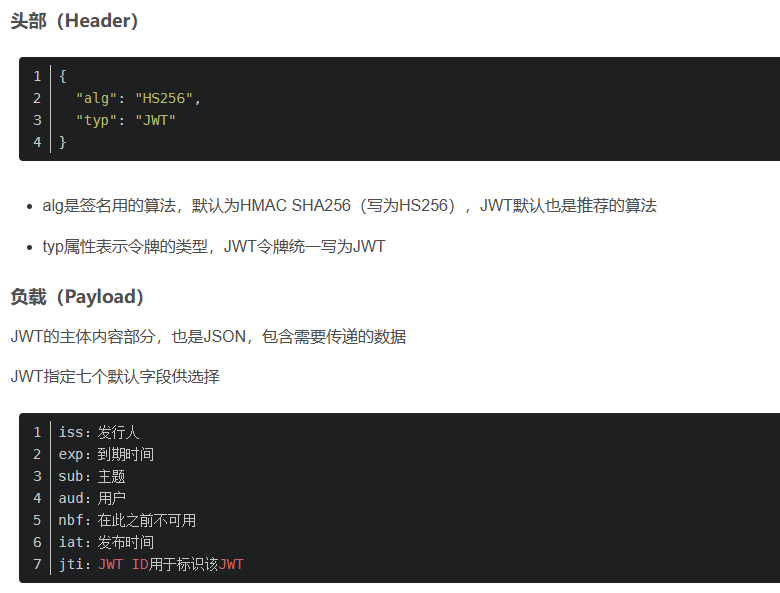 头部（Header）
1 {
2 "alg": "HS256",
3 "typ": "JWT"
4 }
alg是签名用的算法，默认为HMAC SHA256（写为HS256），JWT默认也是推荐的算法
typ属性表示令牌的类型，JWT令牌统一写为JWT
负载（Payload）
JWT的主体内容部分，也是JSON，包含需要传递的数据
JWT指定七个默认字段供选择
1 iss：发行人
2 exp：到期时间
3 sub：主题
4 aud：用户
5 nbf：在此之前不可用
6 iat：发布时间
7 jti：JWT ID用于标识该JWT